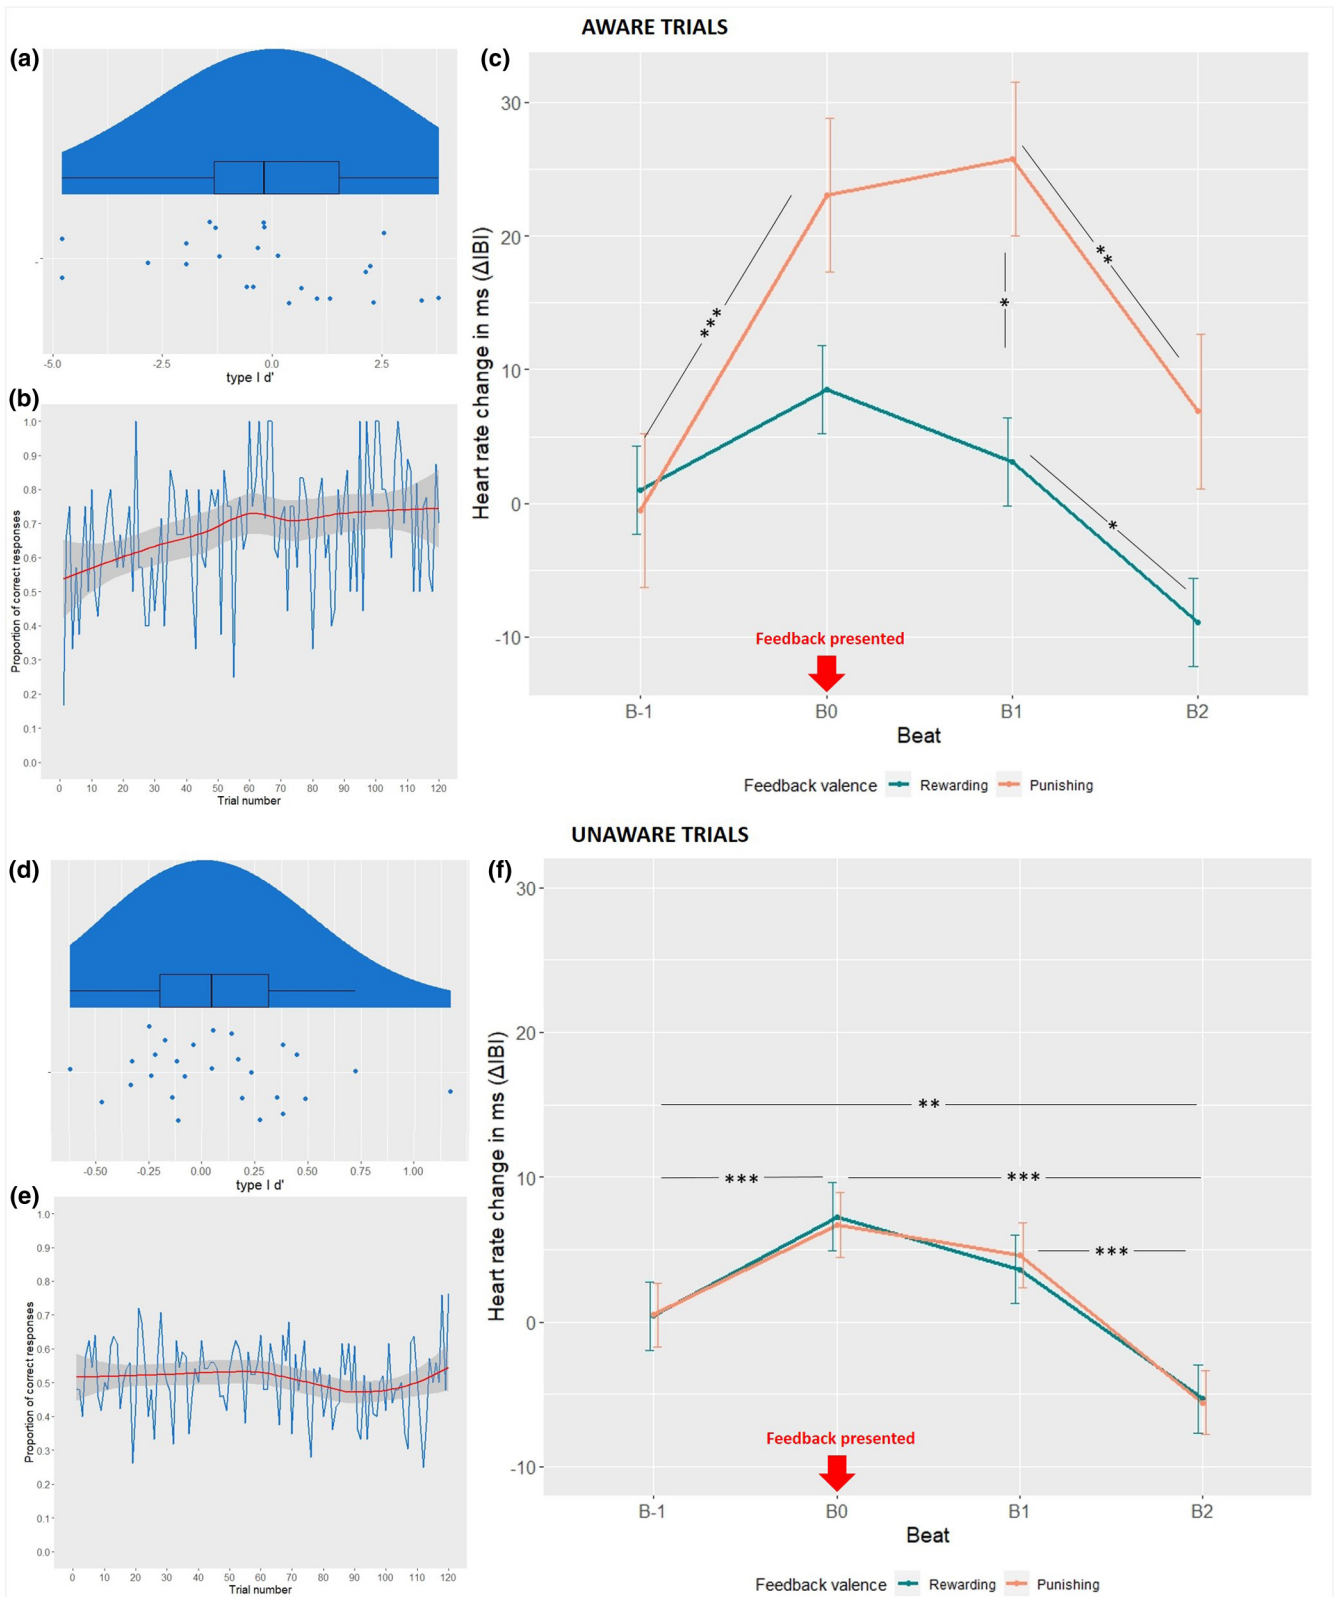 AWARE TRIALS
(a)
-5.0 -2.5 0.0 2.5
type I d'
(b)
Proportion of correct responses
1.0
0.9
0.8
0.7
0.6
0.5
0.4
0.3
0.2
0.1
0.0
0 10 20 30 40 50 60 70 80 90 100 110 120
Trial number
(c)
Heart rate change in ms (ΔIBI)
30
20
10
0
-10
***
*
**
*
Feedback presented
B-1 B0 B1 B2
Beat
Feedback valence Rewarding Punishing
UNAWARE TRIALS
(d)
-0.50 -0.25 0.00 0.25 0.50 0.75 1.00
type I d'
(e)
Proportion of correct responses
1.0
0.9
0.8
0.7
0.6
0.5
0.4
0.3
0.2
0.1
0.0
0 10 20 30 40 50 60 70 80 90 100 110 120
Trial number
(f)
Heart rate change in ms (ΔIBI)
30
20
10
0
-10
**
*** ***
***
Feedback presented
B-1 B0 B1 B2
Beat
Feedback valence Rewarding Punishing